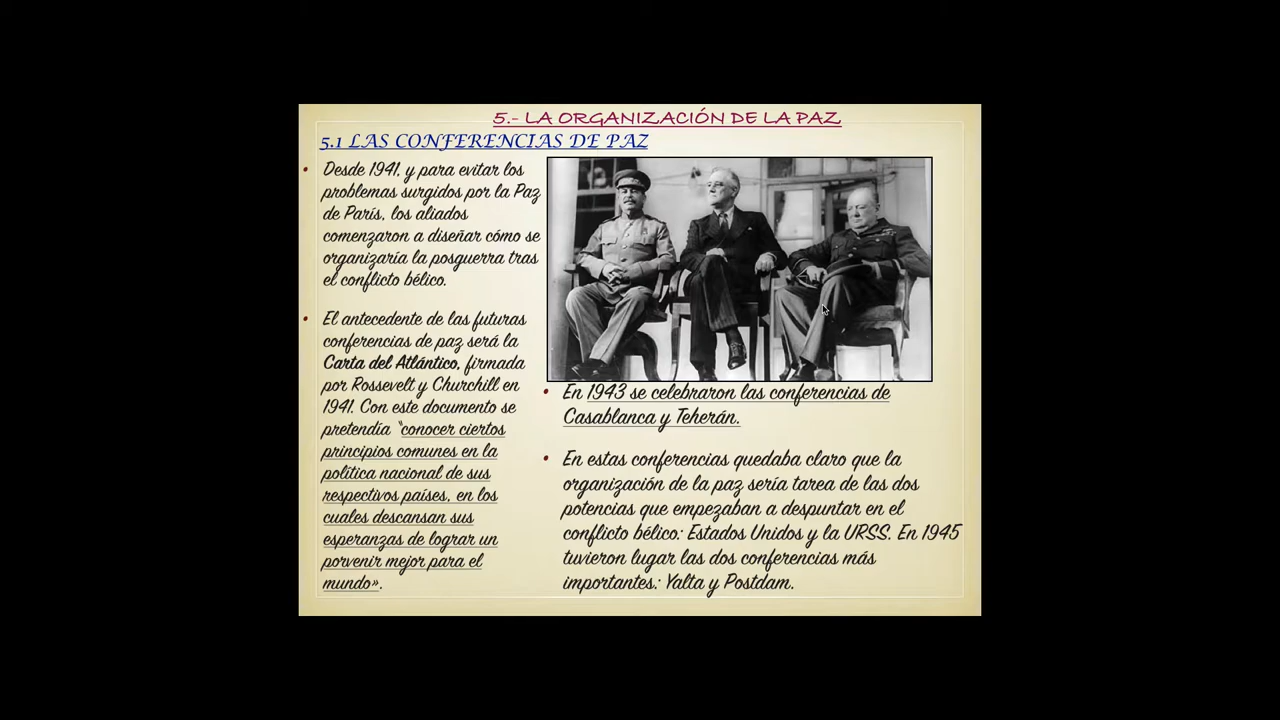 5.- LA ORGANIZACIÓN DE LA PAZ
5.1 LAS CONFERENCIAS DE PAZ
• Desde 1941, y para evitar los
problemas surgidos por la Paz
de París, los aliados
comenzaron a diseñar cómo se
organizaría la posguerra tras
el conflicto bélico.
• El antecedente de las futuras
conferencias de paz será la
Carta del Atlántico, firmada
por Rossevelt y Churchill en
1941. Con este documento se
pretendía “conocer ciertos
principios comunes en la
política nacional de sus
respectivos países, en los
cuales descansan sus
esperanzas de lograr un
porvenir mejor para el
mundo».
• En 1943 se celebraron las conferencias de
Casablanca y Teherán.
• En estas conferencias quedaba claro que la
organización de la paz sería tarea de las dos
potencias que empezaban a despuntar en el
conflicto bélico: Estados Unidos y la URSS. En 1945
tuvieron lugar las dos conferencias más
importantes: Yalta y Postdam.